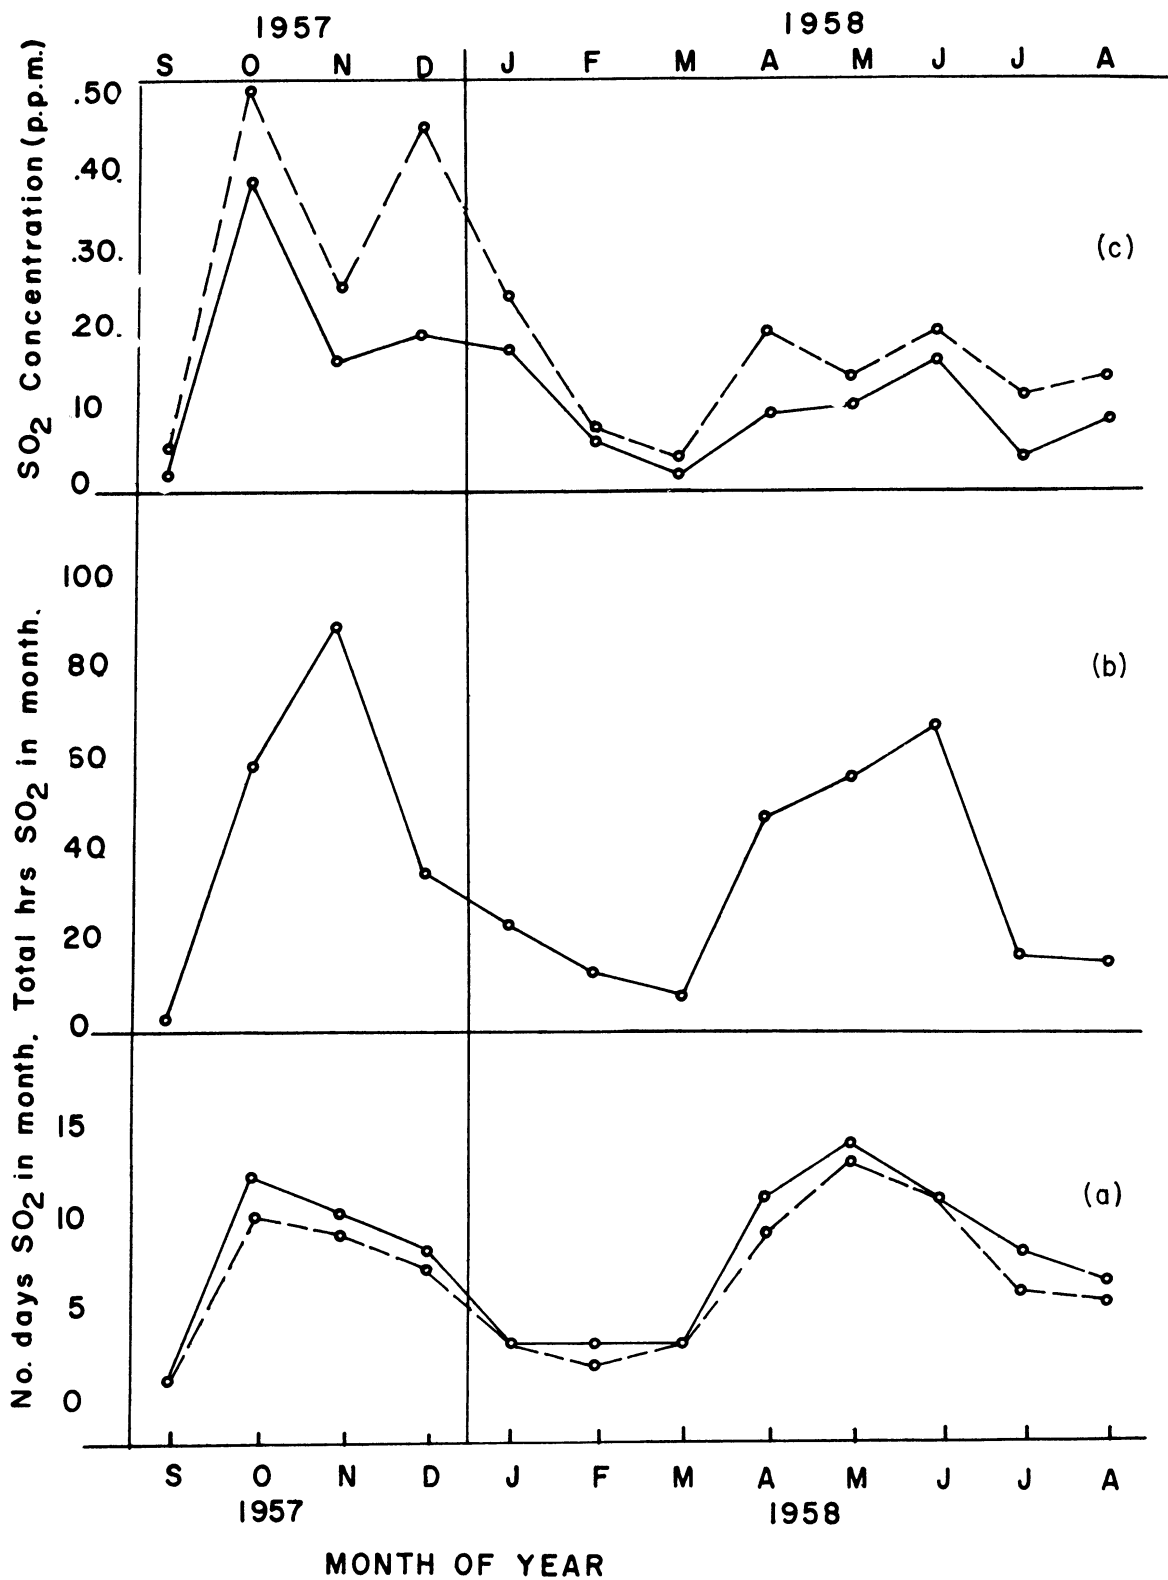 1957 1958
S O N D J F M A M J J A
SO2 Concentration (p.p.m.)
.50
.40
.30.
.20.
10
0
(c)
Total hrs SO2 in month.
100
80
60
40
20
0
(b)
No. days SO2 in month.
15
10
5
0
(a)
S O N D J F M A M J J A
1957 1958
MONTH OF YEAR